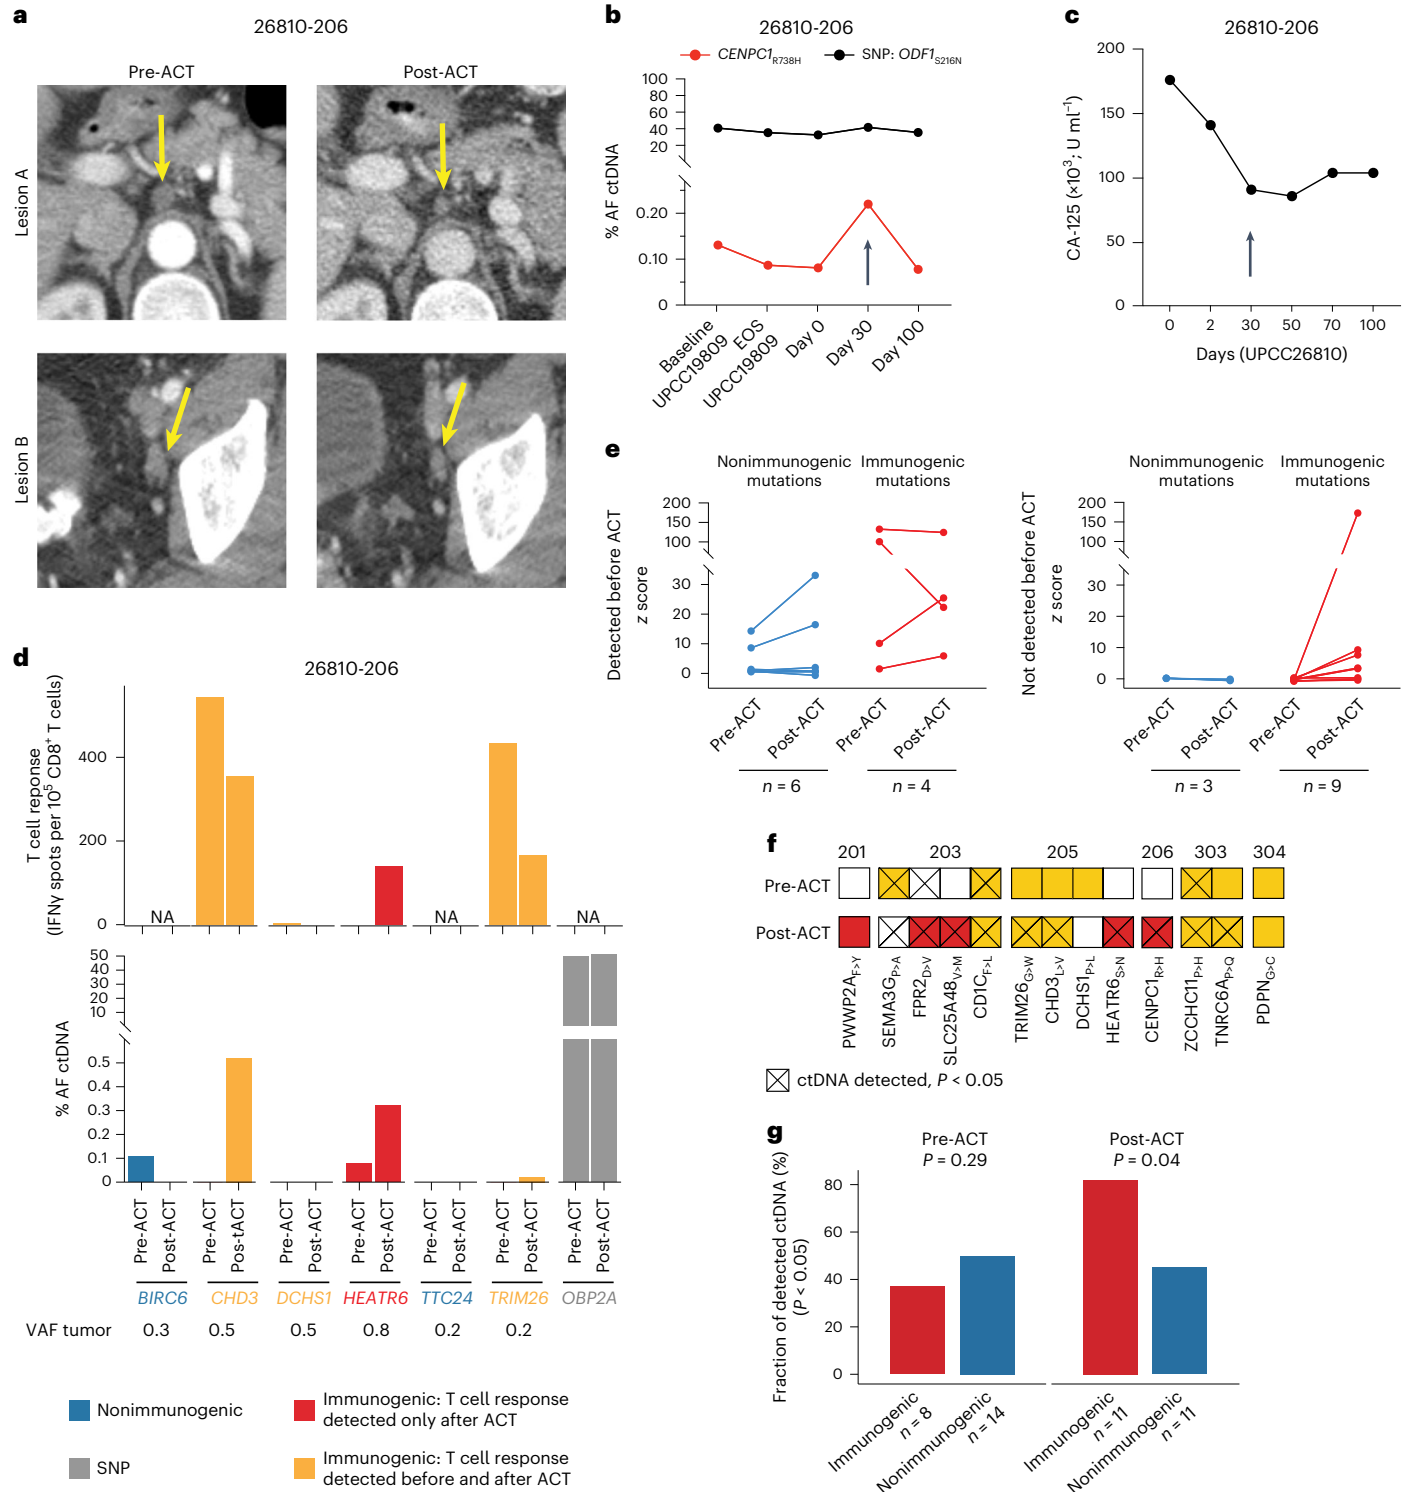 a
26810-206
Pre-ACT
Post-ACT
Lesion A
Lesion B
b
26810-206
CENPC1R738H
SNP: ODF1S216N
% AF ctDNA
100
80
60
40
20
0.20
0.10
0
Baseline UPCC19809
EOS UPCC19809
Day 0
Day 30
Day 100
c
26810-206
CA-125 (×10³; U ml⁻¹)
200
150
100
50
0
0 2 30 50 70 100
Days (UPCC26810)
d
26810-206
T cell reponse
(IFNγ spots per 10⁵ CD8⁺ T cells)
400
200
0
NA NA NA
% AF ctDNA
50
40
30
20
10
0.5
0.4
0.3
0.2
0.1
0
Pre-ACT Post-ACT Pre-ACT Pos-tACT Pre-ACT Post-ACT Pre-ACT Post-ACT Pre-ACT Post-ACT Pre-ACT Post-ACT Pre-ACT Post-ACT
BIRC6 CHD3 DCHS1 HEATR6 TTC24 TRIM26 OBP2A
VAF tumor 0.3 0.5 0.5 0.8 0.2 0.2
Nonimmunogenic
SNP
Immunogenic: T cell response
detected only after ACT
Immunogenic: T cell response
detected before and after ACT
e
Nonimmunogenic mutations
Immunogenic mutations
Detected before ACT
z score
200
150
100
30
20
10
0
Pre-ACT Post-ACT Pre-ACT Post-ACT
n = 6 n = 4
Nonimmunogenic mutations
Immunogenic mutations
Not detected before ACT
z score
200
150
100
30
20
10
0
Pre-ACT Post-ACT Pre-ACT Post-ACT
n = 3 n = 9
f
201 203 205 206 303 304
Pre-ACT
Post-ACT
PWWP2AF>Y
SEMA3GP>A
FPR2D>V
SLC25A48V>M
CD1CF>L
TRIM26G>W
CHD3L>V
DCHS1P>L
HEATR6S>N
CENPC1R>H
ZCCHC11P>H
TNRC6AP>Q
PDPNG>C
ctDNA detected, P < 0.05
g
Pre-ACT
P = 0.29
Post-ACT
P = 0.04
Fraction of detected ctDNA (%)
(P < 0.05)
80
60
40
20
0
Immunogenic n = 8
Nonimmunogenic n = 14
Immunogenic n = 11
Nonimmunogenic n = 11